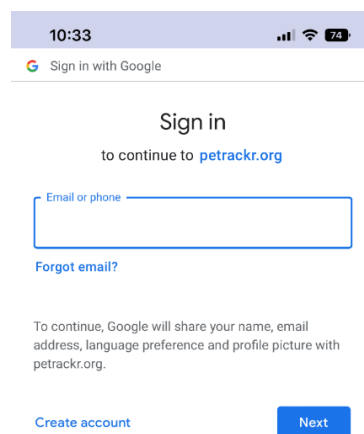 10:33
74
Sign in with Google
Sign in
to continue to petrackr.org
Email or phone
Forgot email?
To continue, Google will share your name, email
address, language preference and profile picture with
petrackr.org.
Create account
Next